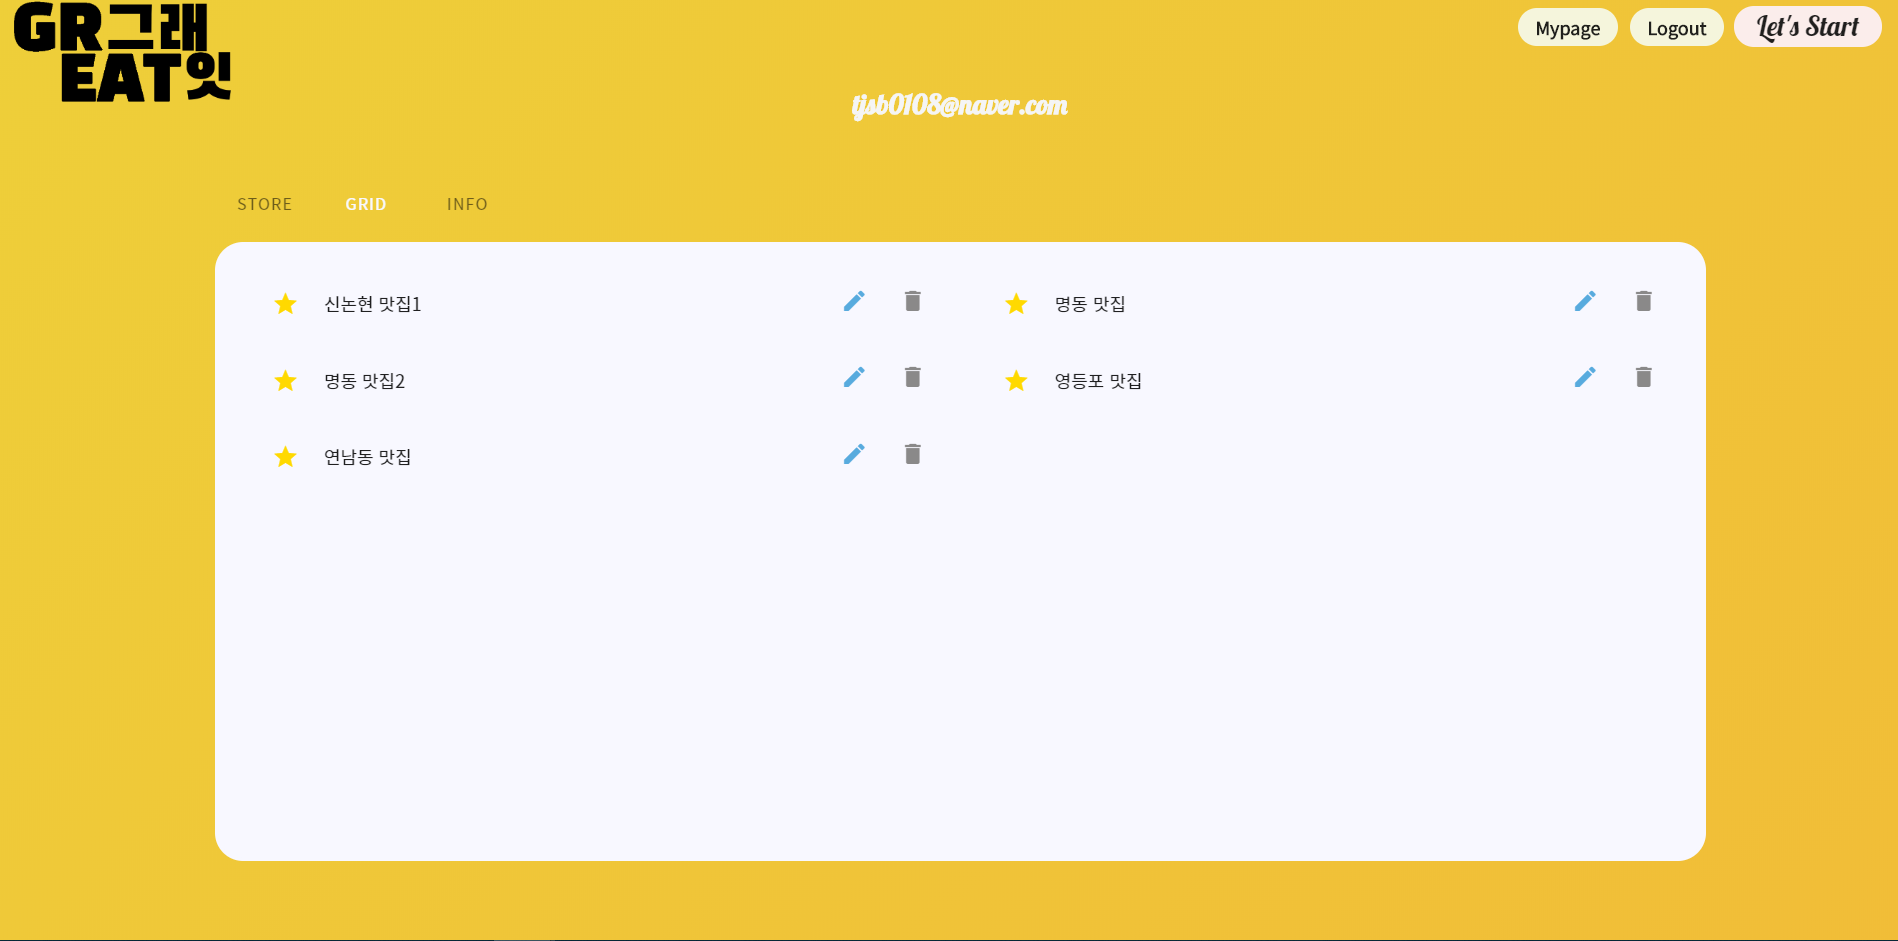 GR그래
EAT잇
Mypage
Logout
Let's Start
tjsb0108@naver.com
STORE
GRID
INFO
신논현 맛집1
명동 맛집
명동 맛집2
영등포 맛집
연남동 맛집